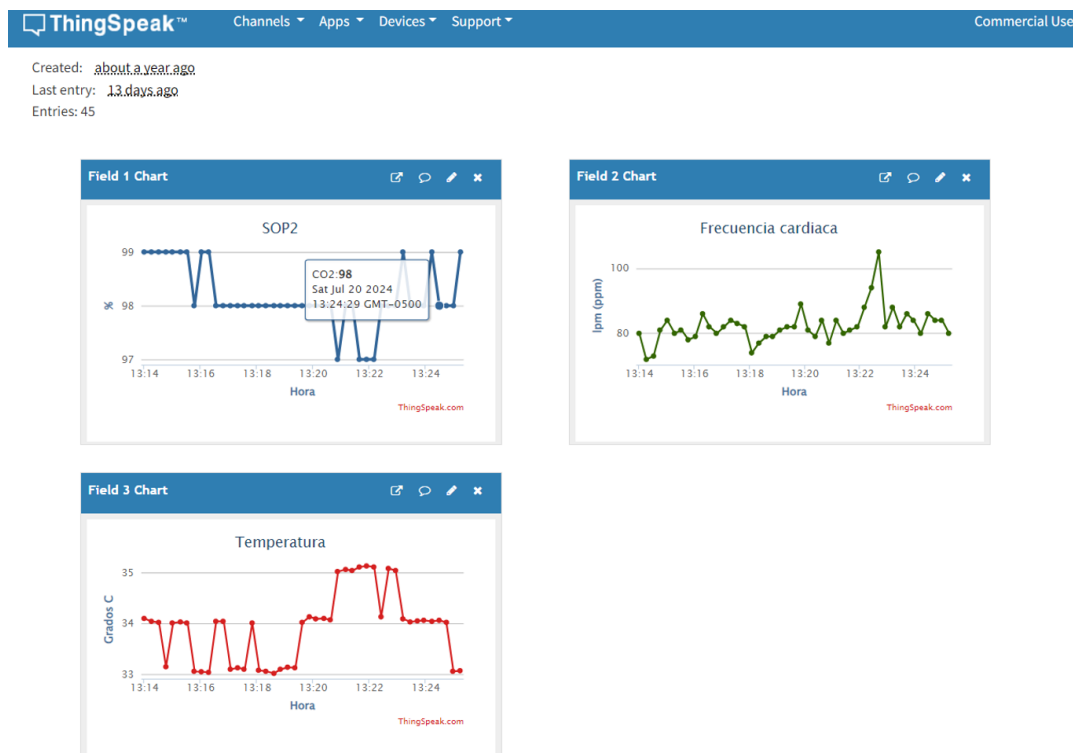 ThingSpeak™ Channels Apps Devices Support Commercial Use
Created: about a year ago
Last entry: 13 days ago
Entries: 45
Field 1 Chart
SOP2
99
98
97
%
CO2:98
Sat Jul 20 2024
13:24:29 GMT-0500
13:14 13:16 13:18 13:20 13:22 13:24
Hora
ThingSpeak.com
Field 2 Chart
Frecuencia cardiaca
100
80
lpm (ppm)
13:14 13:16 13:18 13:20 13:22 13:24
Hora
ThingSpeak.com
Field 3 Chart
Temperatura
35
34
33
Grados C
13:14 13:16 13:18 13:20 13:22 13:24
Hora
ThingSpeak.com